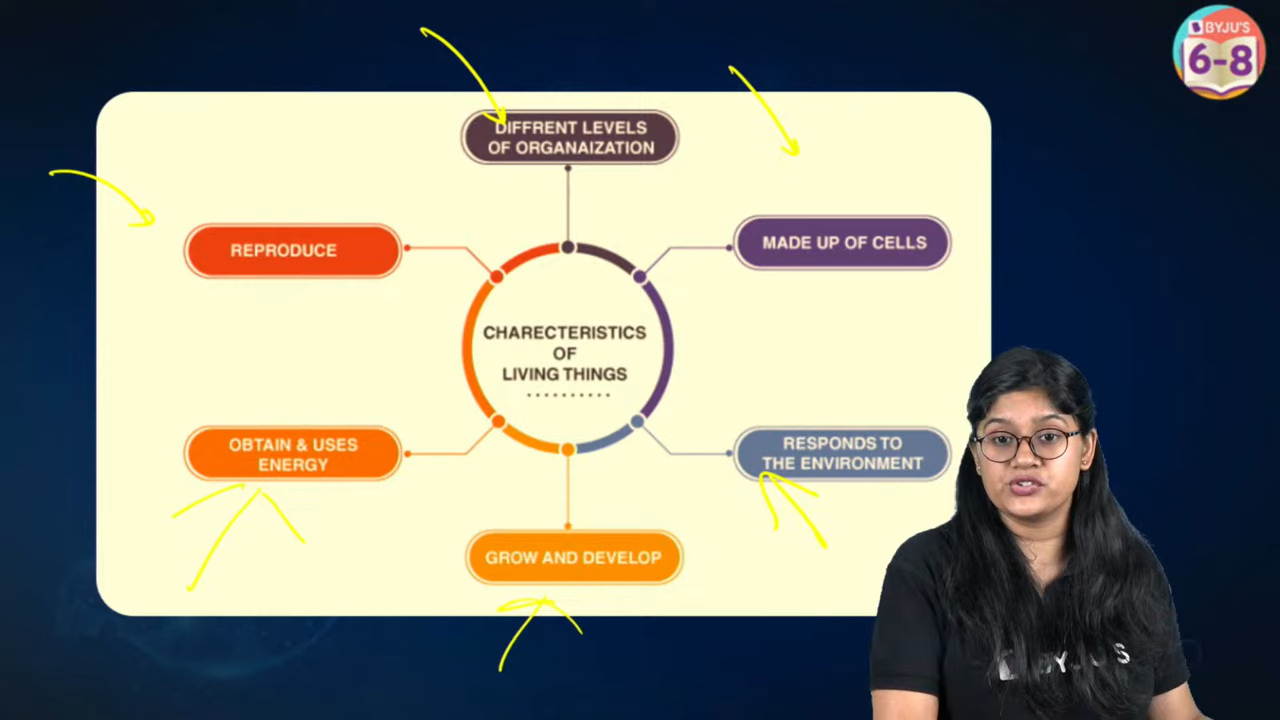 BYJU'S
6-8
DIFFRENT LEVELS
OF ORGANAIZATION
REPRODUCE
MADE UP OF CELLS
CHARECTERISTICS
OF
LIVING THINGS
OBTAIN & USES
ENERGY
RESPONDS TO
THE ENVIRONMENT
GROW AND DEVELOP
BYJU'S